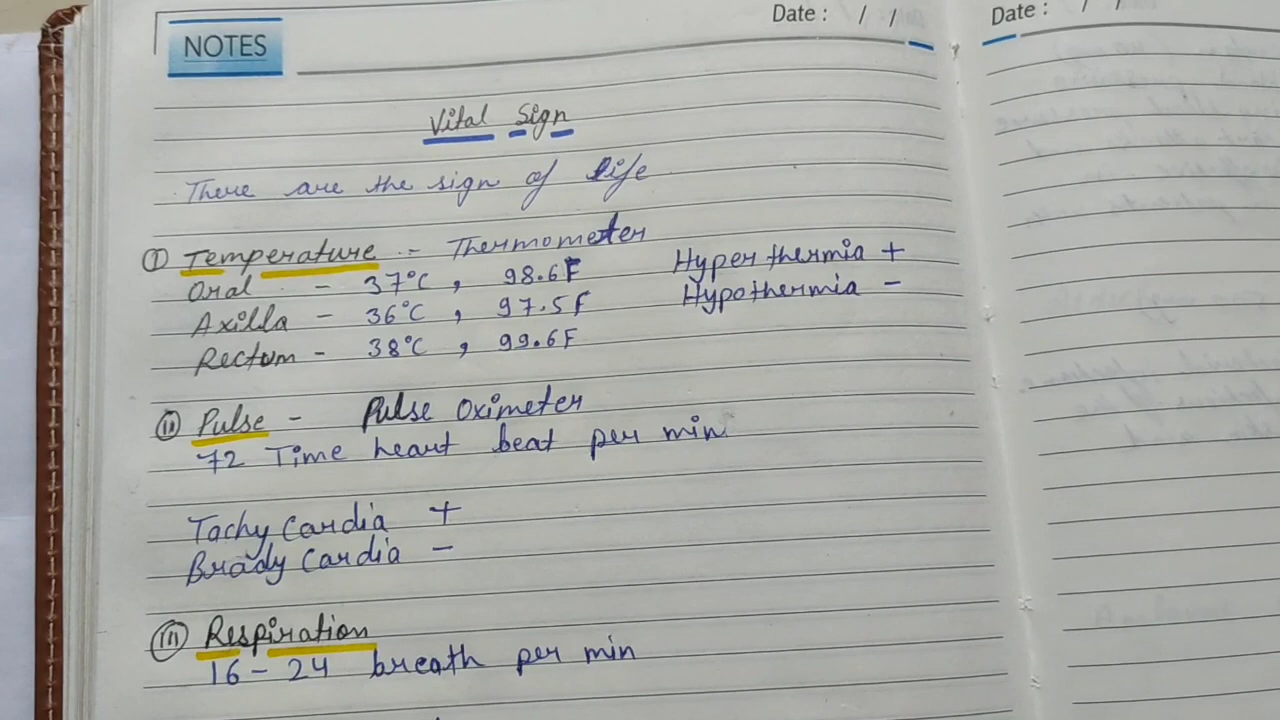 NOTES
Date : / /
Vital Sign
There are the sign of life
(i) Temperature :- Thermometer
Oral - 37°C , 98.6F Hyperthermia +
Axilla - 36°C , 97.5F Hypothermia -
Rectum - 38°C , 99.6F
(ii) Pulse - Pulse Oximeter
72 Time heart beat per min
Tachy Cardia +
Brady Cardia -
(iii) Respiration
16 - 24 breath per min
Date : / /